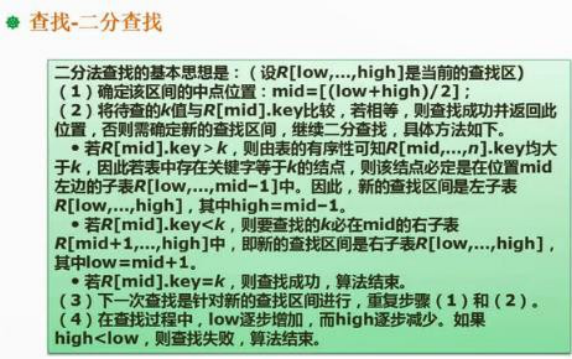 查找-二分查找
二分法查找的基本思想是：（设R[low,...,high]是当前的查找区）
（1）确定该区间的中点位置：mid=[(low+high)/2]；
（2）将待查的k值与R[mid].key比较，若相等，则查找成功并返回此
位置，否则需确定新的查找区间，继续二分查找，具体方法如下。
•若R[mid].key＞k，则由表的有序性可知R[mid,...,n].key均大
于k，因此若表中存在关键字等于k的结点，则该结点必定是在位置mid
左边的子表R[low,...,mid–1]中。因此，新的查找区间是左子表
R[low,...,high]，其中high=mid–1。
•若R[mid].key<k，则要查找的k必在mid的右子表
R[mid+1,...,high]中，即新的查找区间是右子表R[low,...,high]，
其中low=mid+1。
•若R[mid].key=k，则查找成功，算法结束。
（3）下一次查找是针对新的查找区间进行，重复步骤（1）和（2）。
（4）在查找过程中，low逐步增加，而high逐步减少。如果
high<low，则查找失败，算法结束。